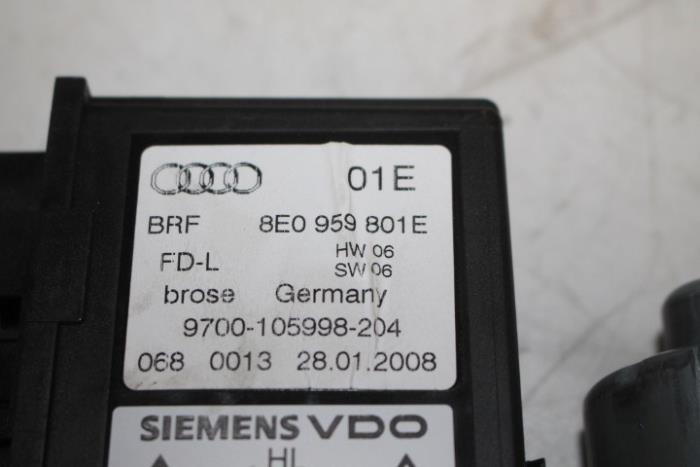 01E
BRF 8E0 959 801E
FD-L HW 06
SW 06
brose Germany
9700-105998-204
068 0013 28.01.2008
SIEMENS VDO
HL